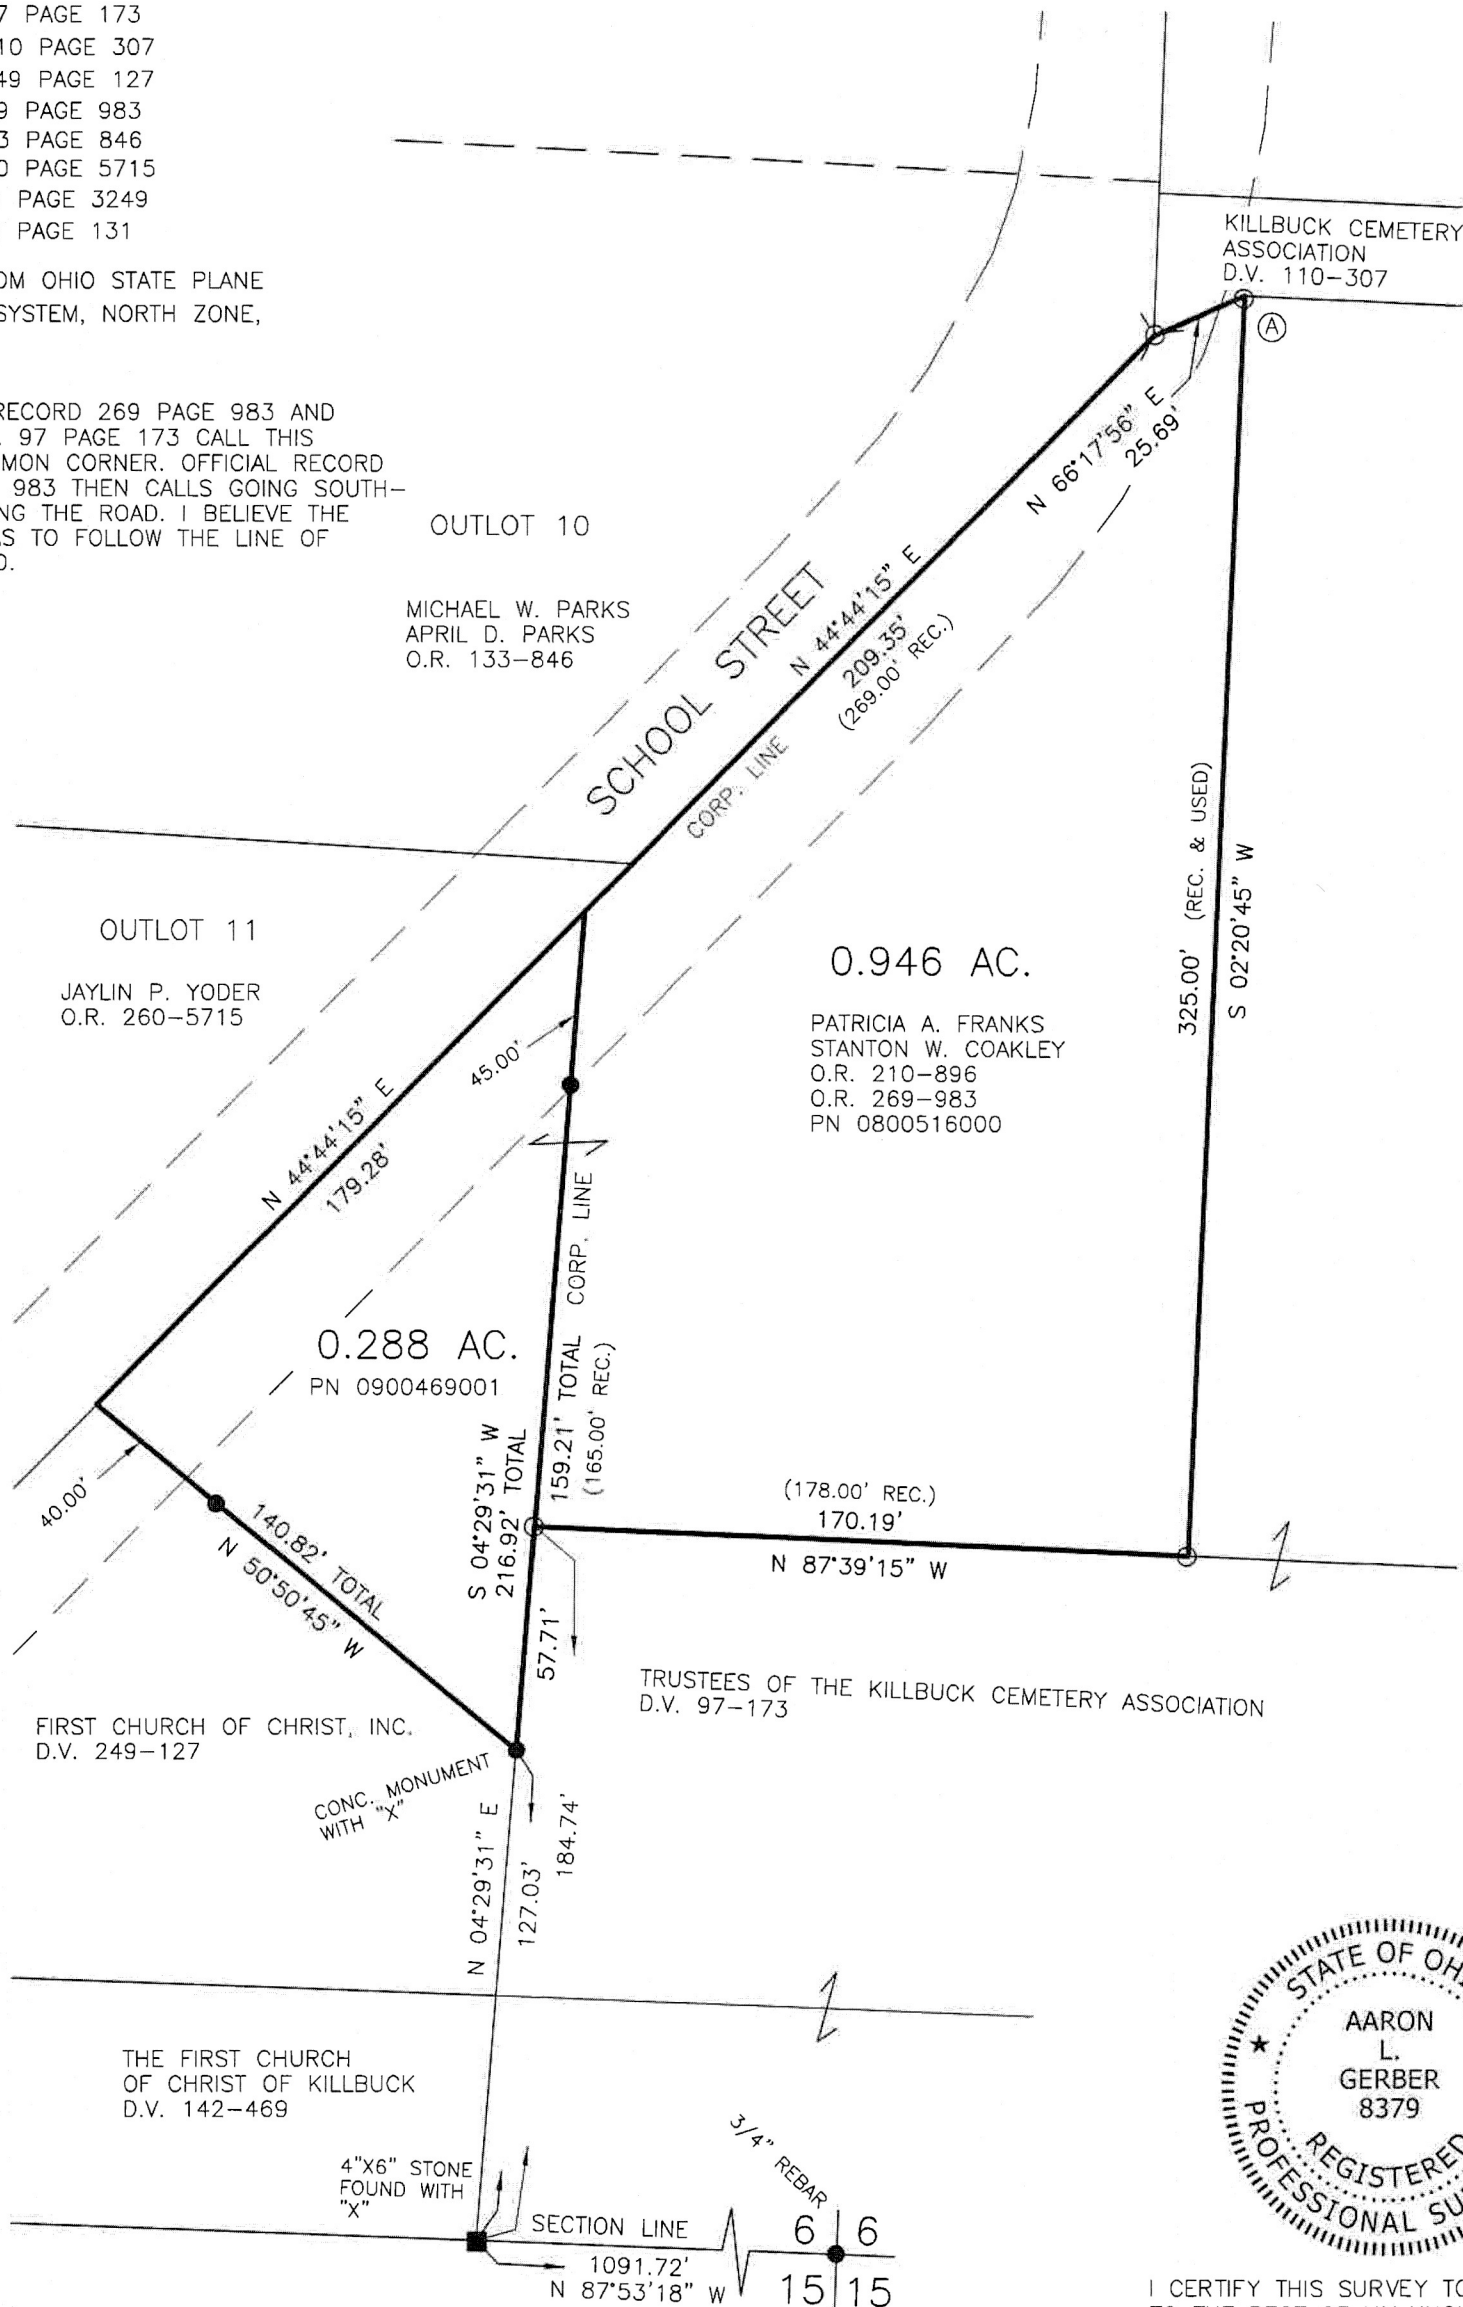 PAGE 173
10 PAGE 307
49 PAGE 127
9 PAGE 983
3 PAGE 846
0 PAGE 5715
PAGE 3249
PAGE 131
OM OHIO STATE PLANE
SYSTEM, NORTH ZONE,
RECORD 269 PAGE 983 AND
97 PAGE 173 CALL THIS
MON CORNER. OFFICIAL RECORD
983 THEN CALLS GOING SOUTH-
NG THE ROAD. I BELIEVE THE
AS TO FOLLOW THE LINE OF
KILLBUCK CEMETERY
ASSOCIATION
D.V. 110-307
A
N 66°17'56" E
25.69'
OUTLOT 10
MICHAEL W. PARKS
APRIL D. PARKS
O.R. 133-846
SCHOOL STREET
N 44°44'15" E
209.35'
(269.00' REC.)
CORP. LINE
325.00' (REC. & USED)
S 02°20'45" W
OUTLOT 11
JAYLIN P. YODER
O.R. 260-5715
0.946 AC.
PATRICIA A. FRANKS
STANTON W. COAKLEY
O.R. 210-896
O.R. 269-983
PN 0800516000
45.00'
N 44°44'15" E
179.28'
0.288 AC.
PN 0900469001
159.21' TOTAL CORP. LINE
(165.00' REC.)
S 04°29'31" W
216.92' TOTAL
40.00'
140.82' TOTAL
N 50°50'45" W
(178.00' REC.)
170.19'
N 87°39'15" W
57.71'
TRUSTEES OF THE KILLBUCK CEMETERY ASSOCIATION
D.V. 97-173
FIRST CHURCH OF CHRIST, INC.
D.V. 249-127
CONC. MONUMENT
WITH "X"
N 04°29'31" E
127.03'
184.74'
THE FIRST CHURCH
OF CHRIST OF KILLBUCK
D.V. 142-469
4"X6" STONE
FOUND WITH
"X"
3/4" REBAR
SECTION LINE
1091.72'
N 87°53'18" W
6 6
15 15
STATE OF OH
AARON
L.
GERBER
8379
REGISTERED
PROFESSIONAL SU
I CERTIFY THIS SURVEY TO